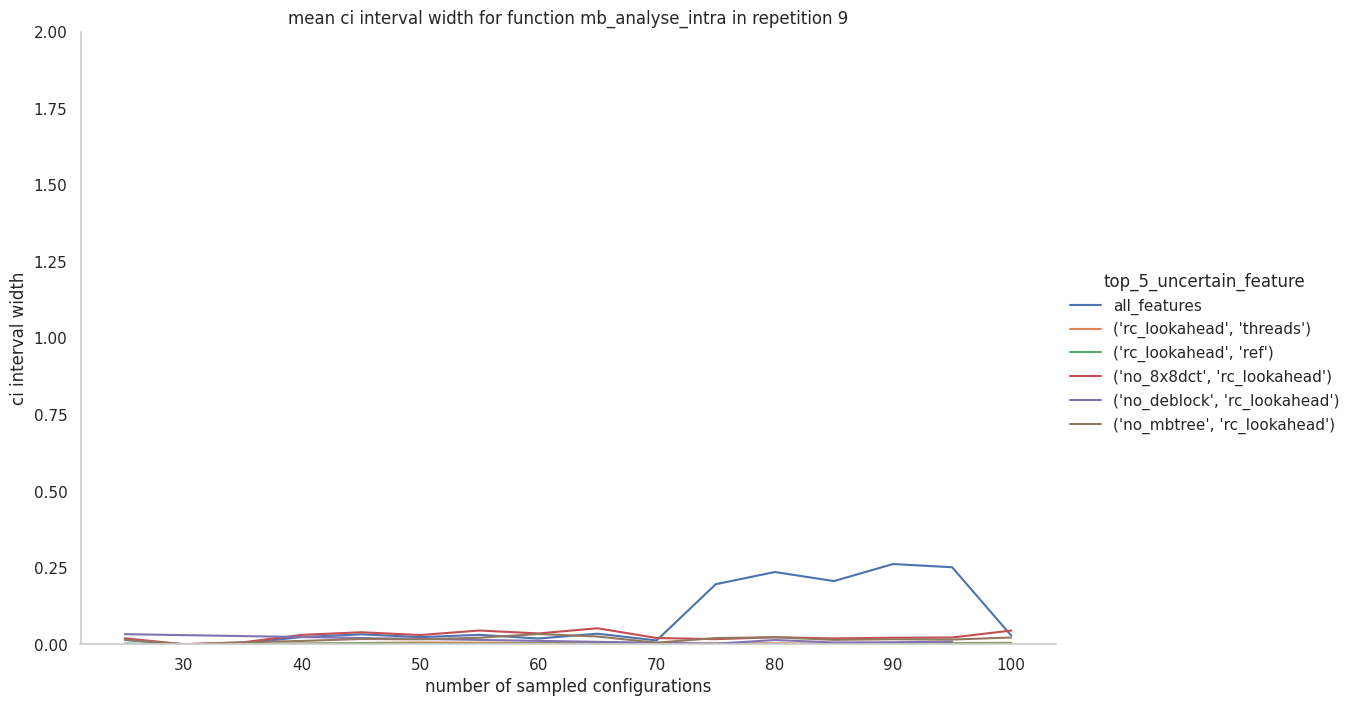 mean ci interval width for function mb_analyse_intra in repetition 9
2.00
1.75
1.50
1.25
1.00
0.75
0.50
0.25
0.00
ci interval width
30 40 50 60 70 80 90 100
number of sampled configurations
top_5_uncertain_feature
all_features
('rc_lookahead', 'threads')
('rc_lookahead', 'ref')
('no_8x8dct', 'rc_lookahead')
('no_deblock', 'rc_lookahead')
('no_mbtree', 'rc_lookahead')